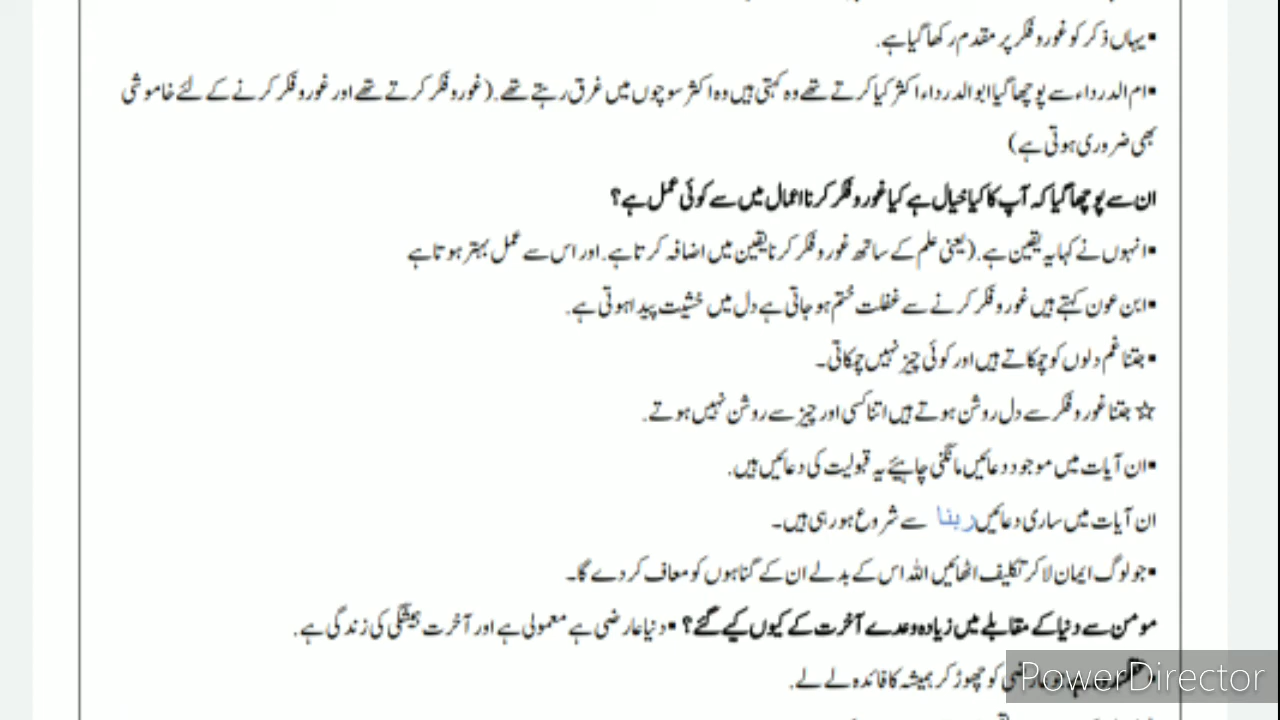 ▪یہاں ذکر کو غور و فکر پر مقدم رکھا گیا ہے.
▪ام الدرداء سے پوچھا گیا ابو الدرداء اکثر کیا کرتے تھے وہ کہتی ہیں وہ اکثر سوچوں میں غرق رہتے تھے.(غور و فکر کرتے تھے اور غور و فکر کرنے کے لئے خاموشی
بھی ضروری ہوتی ہے)
ان سے پوچھا گیا کہ آپ کا کیا خیال ہے کیا غور و فکر کرنا اعمال میں سے کوئی عمل ہے؟
▪انہوں نے کہا یہ یقین ہے.(یعنی علم کے ساتھ غور و فکر کرنا یقین میں اضافہ کرتا ہے.اور اس سے عمل بہتر ہوتا ہے
▪ابن عون کہتے ہیں غور و فکر کرنے سے غفلت ختم ہو جاتی ہے دل میں خشیت پیدا ہوتی ہے.
▪جتنا غم دلوں کو چمکاتے ہیں اور کوئی چیز نہیں چمکاتی۔
☆ جتنا غور و فکر سے دل روشن ہوتے ہیں اتنا کسی اور چیز سے روشن نہیں ہوتے.
▪ان آیات میں موجود دعائیں مانگنی چاہیئے یہ قبولیت کی دعائیں ہیں.
ان آیات میں ساری دعائیں ربنا سے شروع ہو رہی ہیں۔
▪جو لوگ ایمان لا کر تکلیف اٹھائیں اللہ اس کے بدلے ان کے گناہوں کو معاف کر دے گا۔
مومن سے دنیا کے مقابلے میں زیادہ وعدے آخرت کے کیوں کیے گئے؟ ▪دنیا عارضی ہے معمولی ہے اور آخرت ہمیشگی کی زندگی ہے.
کو چھوڑ کر ہمیشہ کا فائدہ لے لے.
PowerDirector